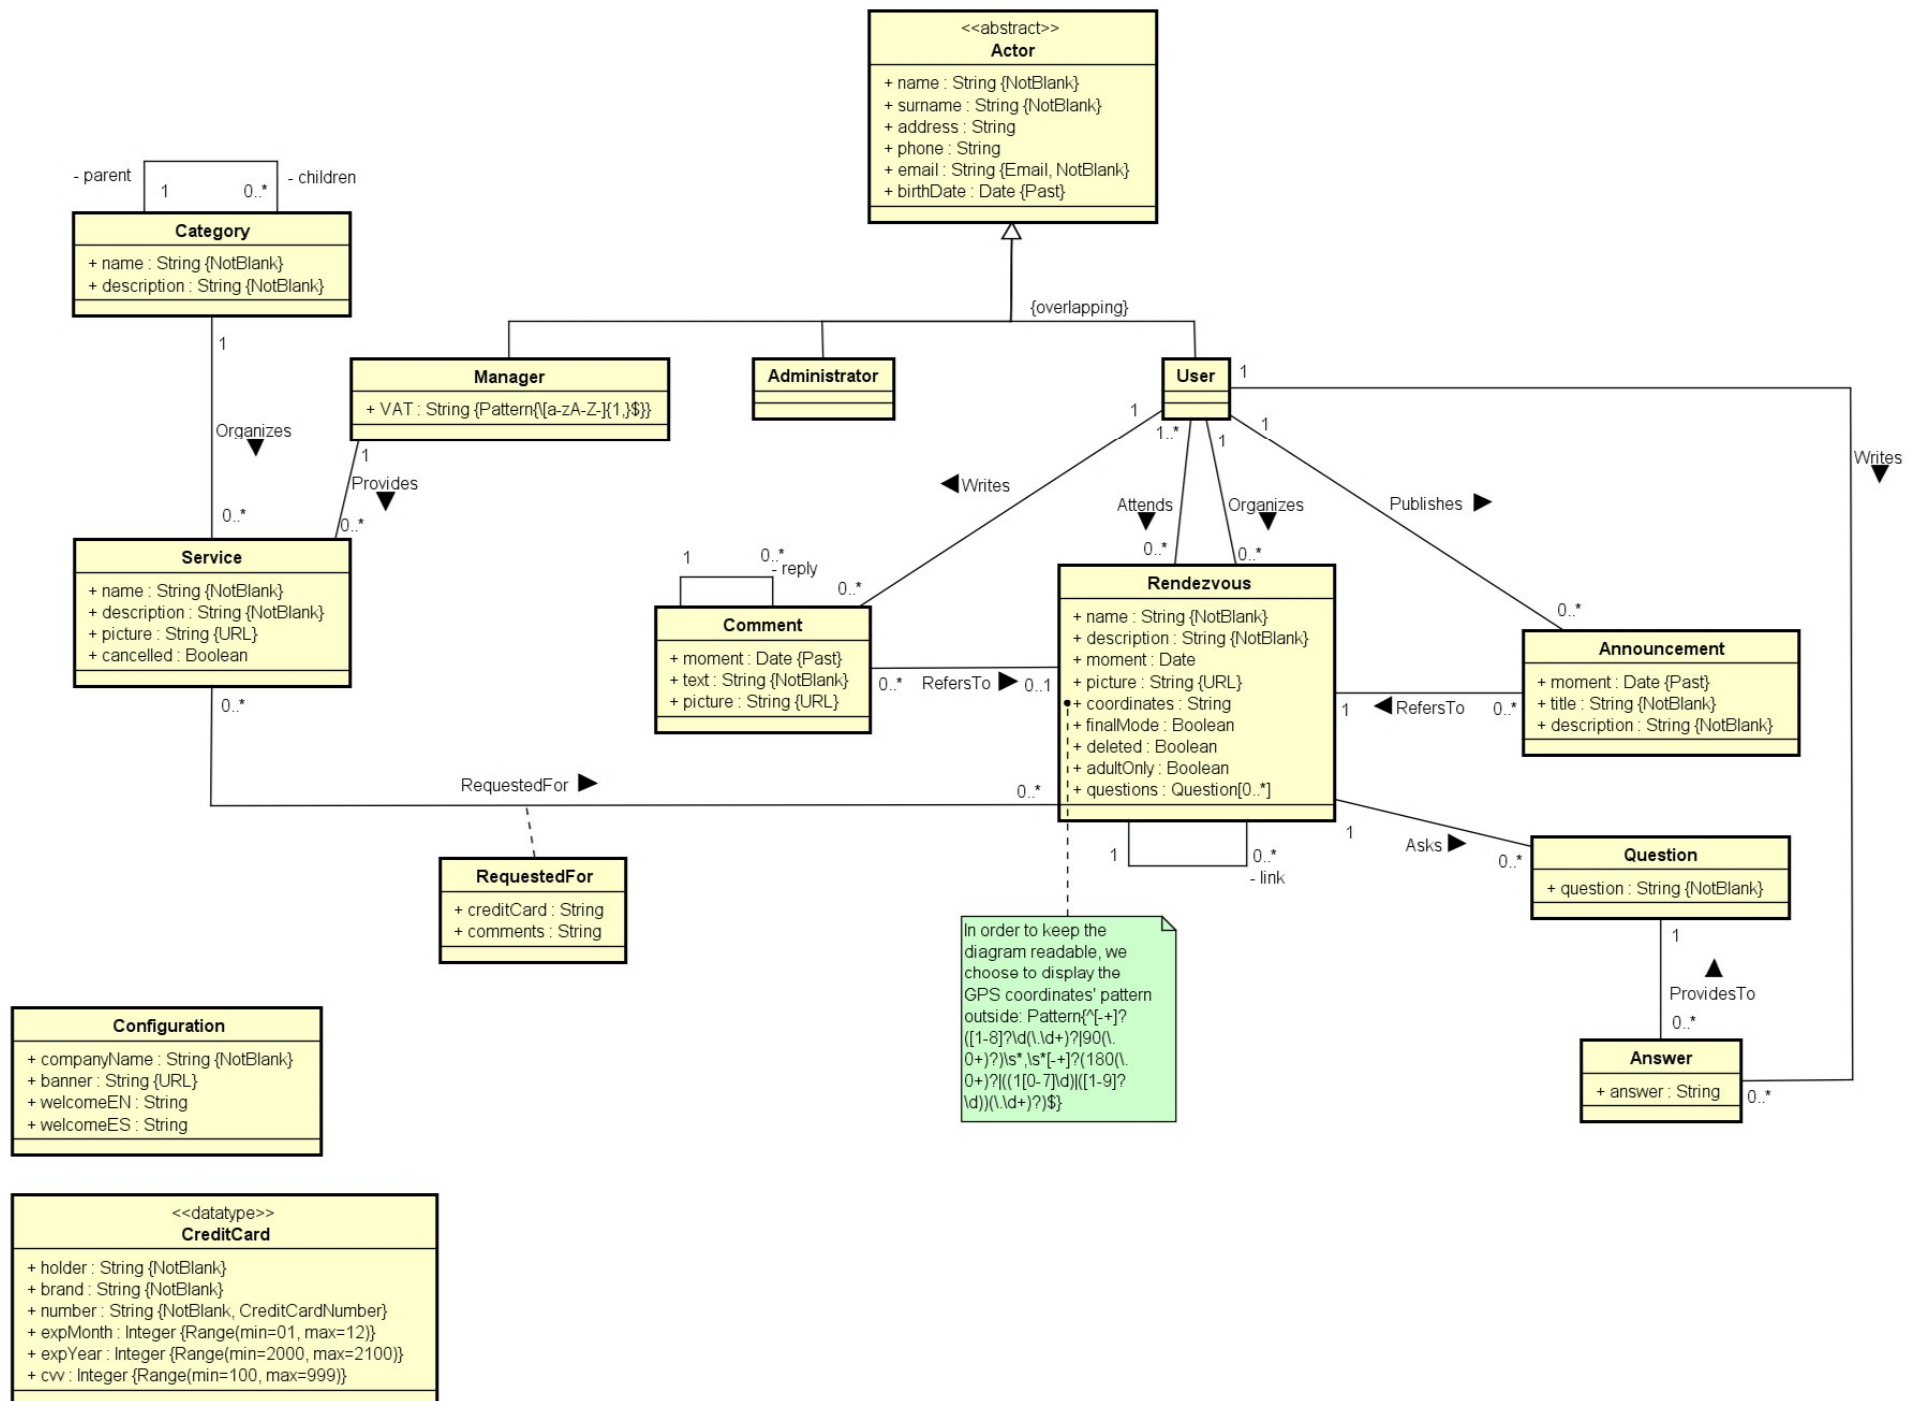 <<abstract>>
Actor
+ name : String {NotBlank}
+ surname : String {NotBlank}
+ address : String
+ phone : String
+ email : String {Email, NotBlank}
+ birthDate : Date {Past}
- parent
1
0..*
- children
Category
+ name : String {NotBlank}
+ description : String {NotBlank}
{overlapping}
1
Organizes
0..*
Manager
+ VAT : String {Pattern{\[a-zA-Z-]{1,}$}}
1
Provides
0..*
Administrator
User
1
1
1..*
1
1
Writes
Attends
Organizes
Publishes
Writes
0..*
0..*
0..*
0..*
Service
+ name : String {NotBlank}
+ description : String {NotBlank}
+ picture : String {URL}
+ cancelled : Boolean
0..*
1
0..*
- reply
Comment
+ moment : Date {Past}
+ text : String {NotBlank}
+ picture : String {URL}
0..*
RefersTo
0..1
Rendezvous
+ name : String {NotBlank}
+ description : String {NotBlank}
+ moment : Date
+ picture : String {URL}
+ coordinates : String
+ finalMode : Boolean
+ deleted : Boolean
+ adultOnly : Boolean
+ questions : Question[0..*]
1
RefersTo
0..*
Announcement
+ moment : Date {Past}
+ title : String {NotBlank}
+ description : String {NotBlank}
RequestedFor
0..*
RequestedFor
+ creditCard : String
+ comments : String
1
0..*
- link
1
Asks
0..*
Question
+ question : String {NotBlank}
1
ProvidesTo
0..*
Answer
+ answer : String
0..*
In order to keep the
diagram readable, we
choose to display the
GPS coordinates' pattern
outside: Pattern{^[-+]?
([1-8]?\d(\.\d+)?|90(\.
0+)?)\s*,\s*[-+]?(180(\.
0+)?|((1[0-7]\d)|([1-9]?
\d))(\.\d+)?)$}
Configuration
+ companyName : String {NotBlank}
+ banner : String {URL}
+ welcomeEN : String
+ welcomeES : String
<<datatype>>
CreditCard
+ holder : String {NotBlank}
+ brand : String {NotBlank}
+ number : String {NotBlank, CreditCardNumber}
+ expMonth : Integer {Range(min=01, max=12)}
+ expYear : Integer {Range(min=2000, max=2100)}
+ cvv : Integer {Range(min=100, max=999)}